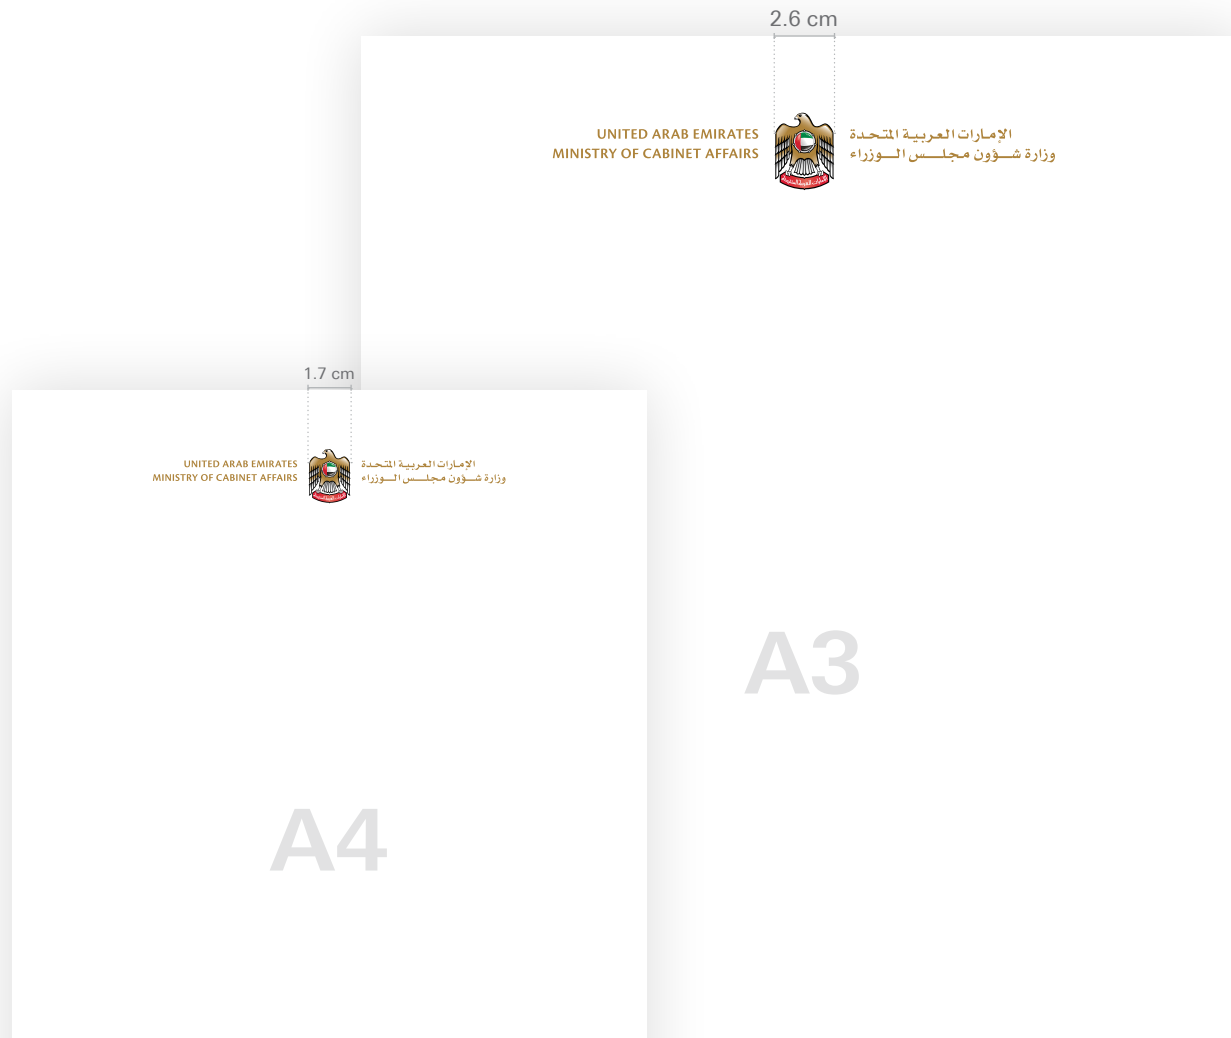 2.6 cm
UNITED ARAB EMIRATES
MINISTRY OF CABINET AFFAIRS
الإمارات العربية المتحدة
وزارة شـــؤون مجلـــس الـــوزراء
1.7 cm
UNITED ARAB EMIRATES
MINISTRY OF CABINET AFFAIRS
الإمارات العربية المتحدة
وزارة شـــؤون مجلـــس الـــوزراء
A3
A4